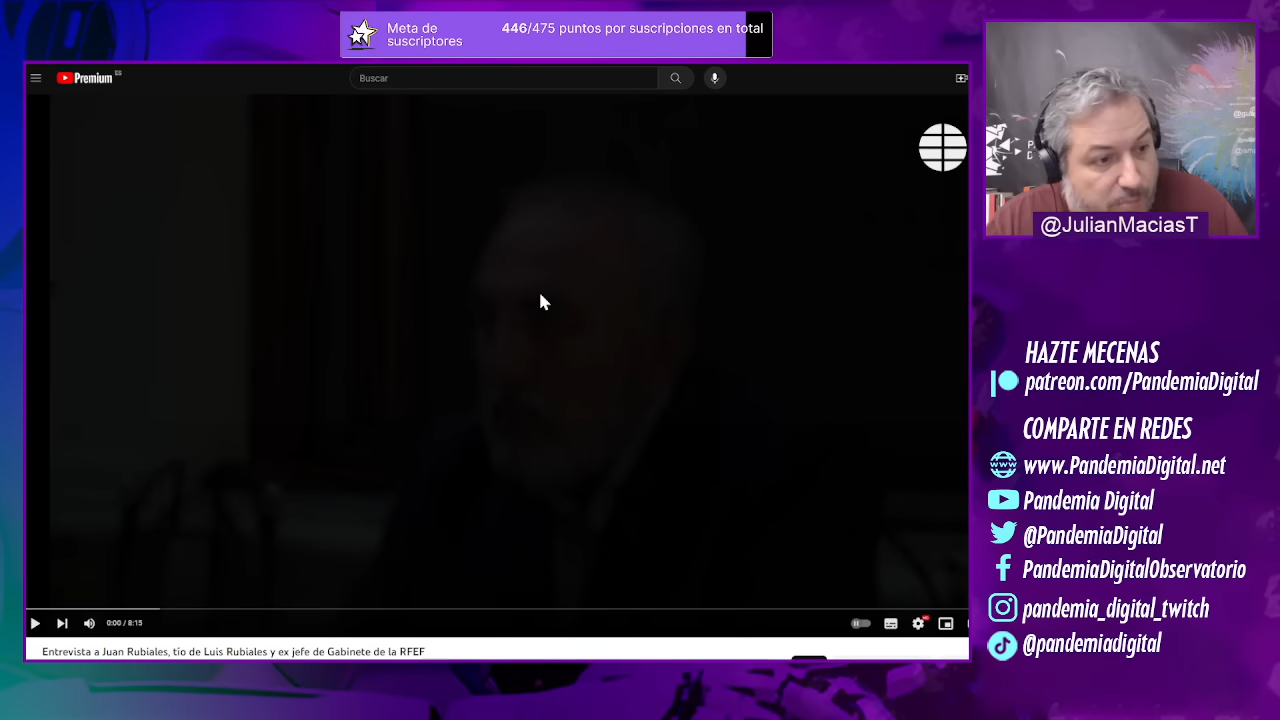 Meta de
suscriptores
446/475 puntos por suscripciones en total
Premium ES
Buscar
@JulianMaciasT
HAZTE MECENAS
patreon.com/PandemiaDigital
COMPARTE EN REDES
www.PandemiaDigital.net
Pandemia Digital
@PandemiaDigital
PandemiaDigitalObservatorio
pandemia_digital_twitch
@pandemiadigital
0:00 / 8:15
Entrevista a Juan Rubiales, tío de Luis Rubiales y ex jefe de Gabinete de la RFEF